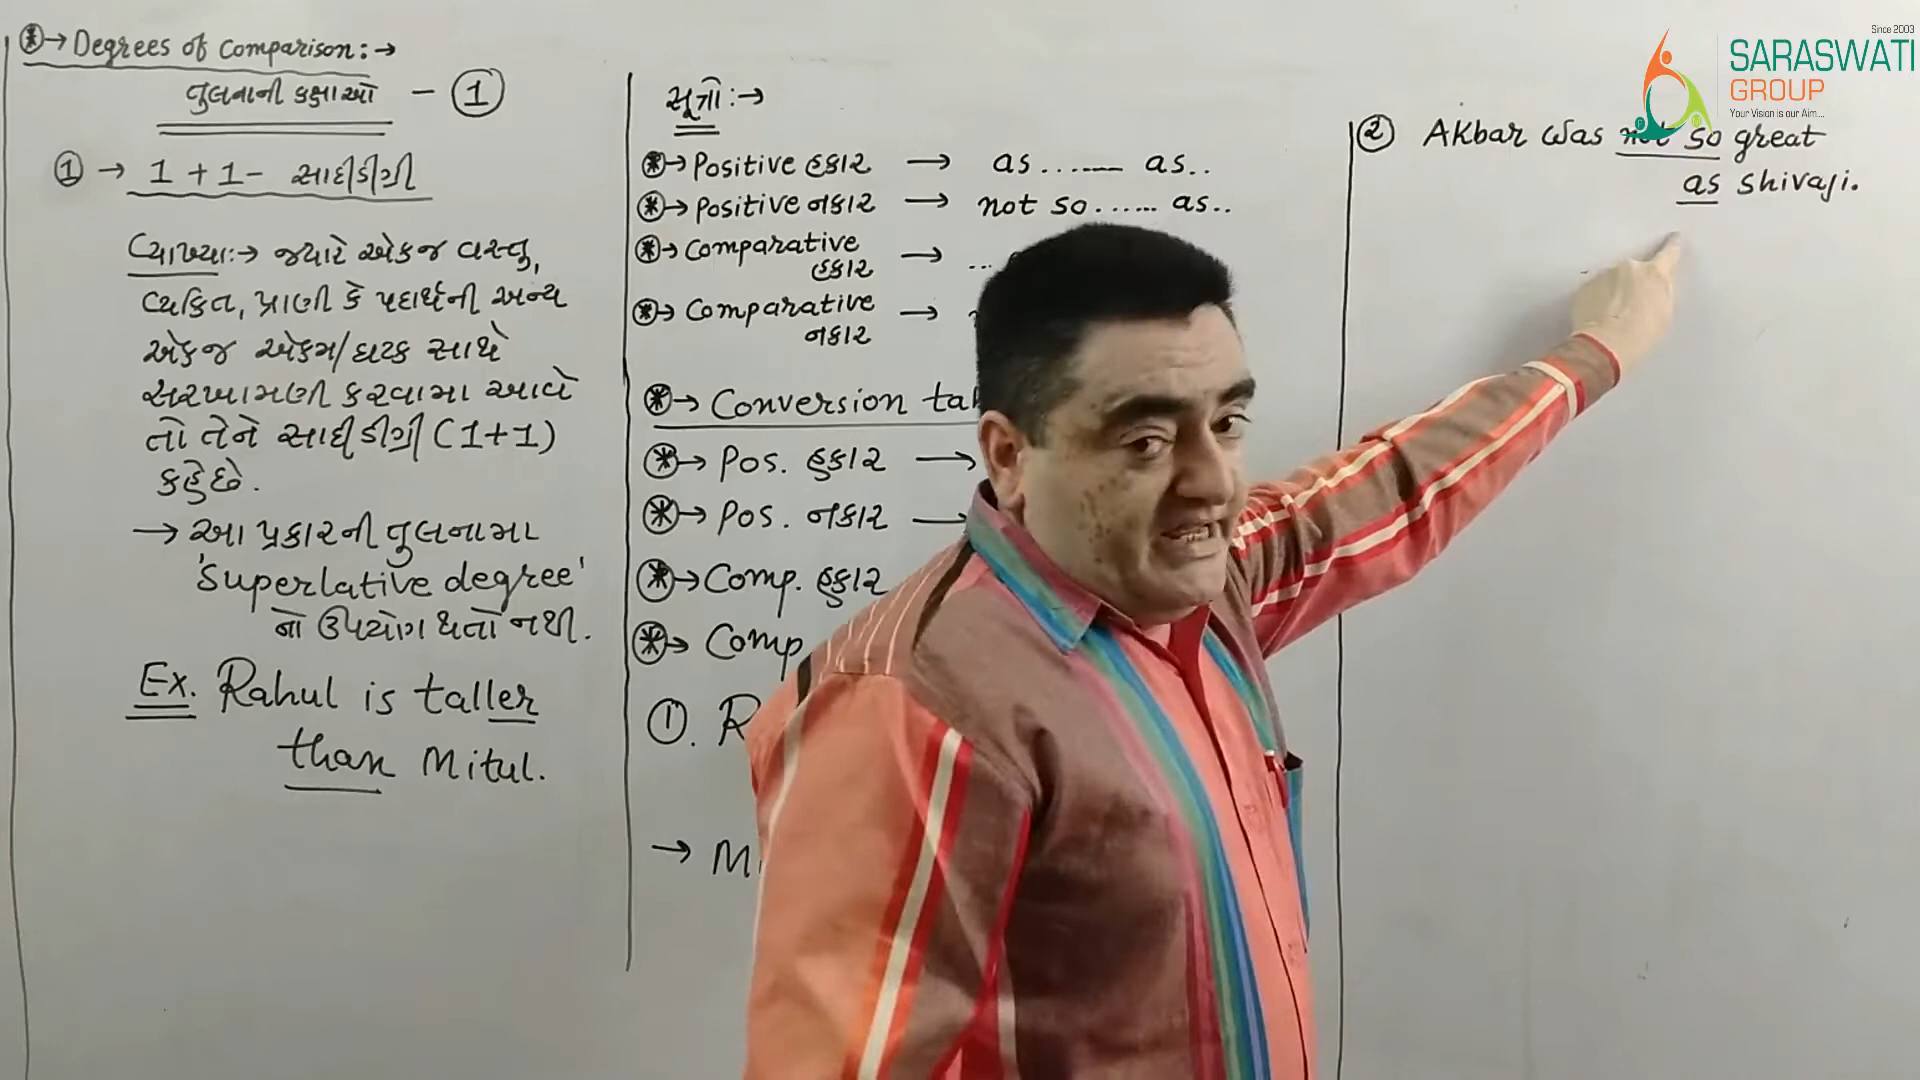 ⊛→ Degrees of Comparison:→
તુલનાની કક્ષાઓ - ①
① → 1 + 1 - સાદી ડીગ્રી
વ્યાખ્યા:→ જ્યારે એક જ વસ્તુ,
વ્યકિત, પ્રાણી કે પદાર્થની અન્ય
એક જ એકમ/ઘટક સાથે
સરખામણી કરવામા આવે
તો તેને સાદી ડીગ્રી (1+1)
કહે છે.
→ આ પ્રકારની તુલનામા
'Superlative degree'
નો ઉપયોગ થતો નથી.
Ex. Rahul is taller
than Mitul.
સૂત્રો:→
⊛→ Positive હકાર → as ........ as..
⊛→ Positive નકાર → not so ...... as..
⊛→ Comparative
હકાર → ...
⊛→ Comparative
નકાર →
⊛→ Conversion
⊛→ Pos. હકાર →
⊛→ Pos. નકાર →
⊛→ Comp. હકાર
⊛→ Comp
①. R
→ Mi
② Akbar was not so great
as Shivaji.
Since 2003
SARASWATI
GROUP
Your Vision is our Aim....